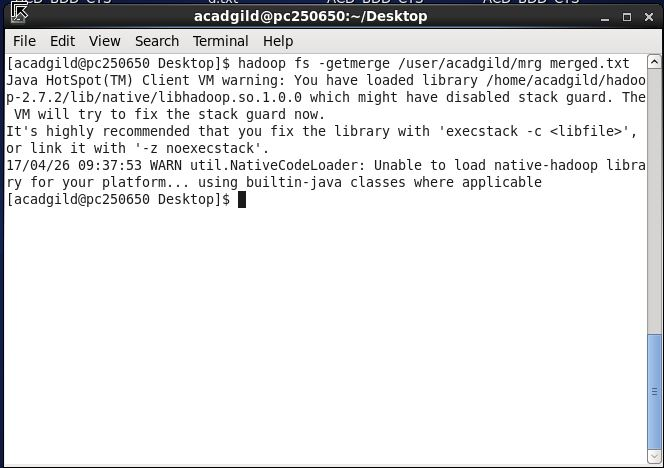 acadgild@pc250650:~/Desktop
File Edit View Search Terminal Help
[acadgild@pc250650 Desktop]$ hadoop fs -getmerge /user/acadgild/mrg merged.txt
Java HotSpot(TM) Client VM warning: You have loaded library /home/acadgild/hadoo
p-2.7.2/lib/native/libhadoop.so.1.0.0 which might have disabled stack guard. The
 VM will try to fix the stack guard now.
It's highly recommended that you fix the library with 'execstack -c <libfile>',
or link it with '-z noexecstack'.
17/04/26 09:37:53 WARN util.NativeCodeLoader: Unable to load native-hadoop libra
ry for your platform... using builtin-java classes where applicable
[acadgild@pc250650 Desktop]$